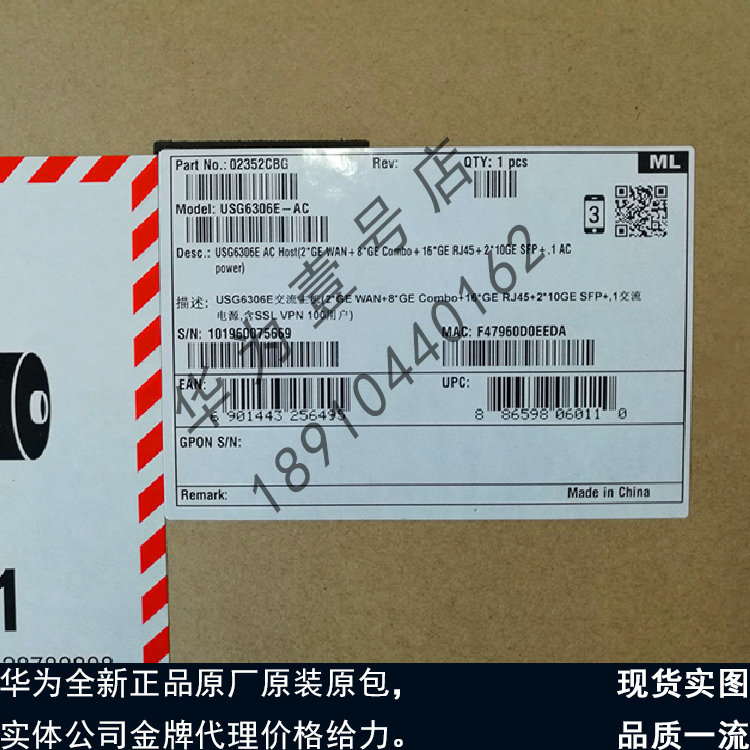 Part No.: 02352CBG Rev: QTY: 1 pcs ML
Model: USG6306E-AC
3
Desc.: USG6306E AC Host(2*GE WAN+8*GE Combo+16*GE RJ45+2*10GE SFP+,1 AC
power)
描述: USG6306E交流主机(2*GE WAN+8*GE Combo+16*GE RJ45+2*10GE SFP+,1交流
电源,含SSL VPN 100用户)
S/N: 101960075669 MAC: F47960D0EEDA
EAN: UPC:
6 901443 256495 8 86598 06011 0
GPON S/N:
Remark: Made in China
华为壹号店
18910440162
1
华为全新正品原厂原装原包, 现货实图
实体公司金牌代理价格给力。 品质一流